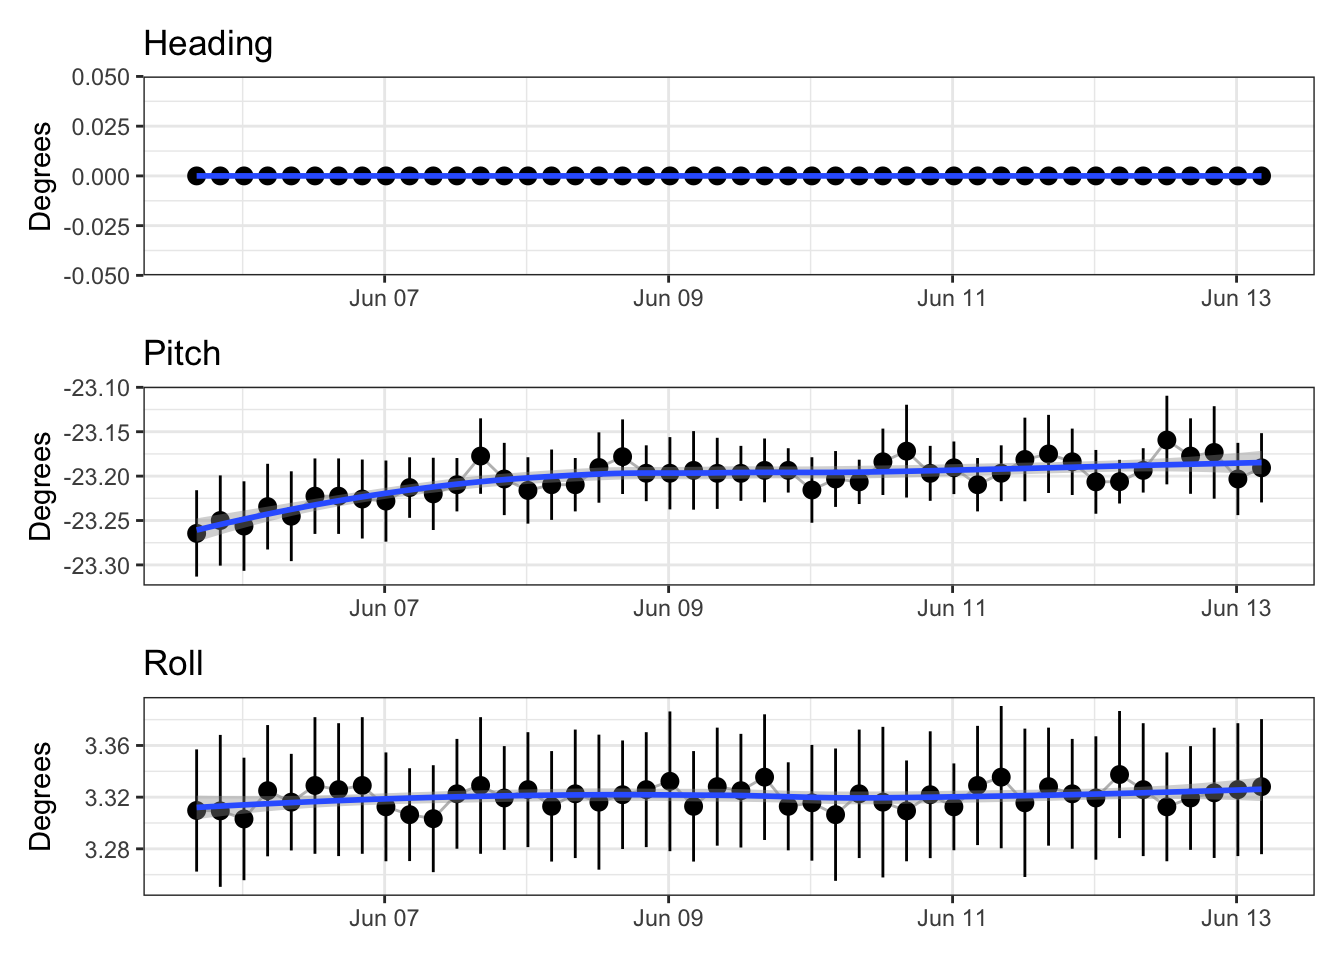 Heading
Degrees
0.050
0.025
0.000
-0.025
-0.050
Jun 07 Jun 09 Jun 11 Jun 13
Pitch
Degrees
-23.10
-23.15
-23.20
-23.25
-23.30
Jun 07 Jun 09 Jun 11 Jun 13
Roll
Degrees
3.36
3.32
3.28
Jun 07 Jun 09 Jun 11 Jun 13